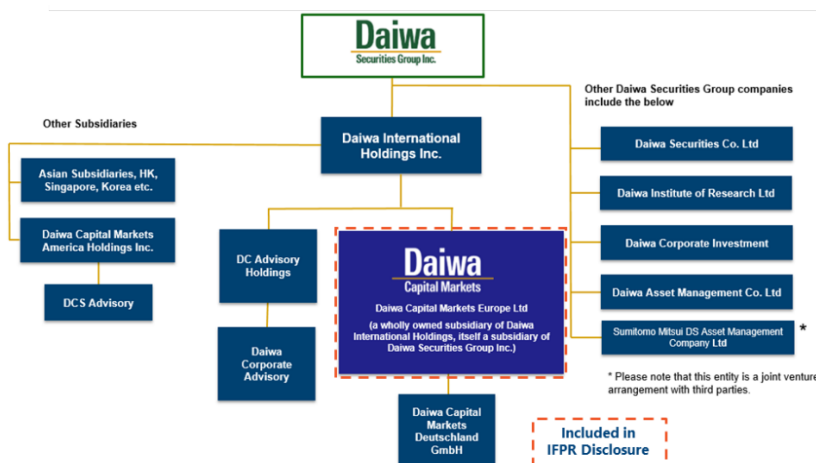 Daiwa
Securities Group Inc.
Other Daiwa Securities Group companies
include the below
Other Subsidiaries
Daiwa International
Holdings Inc.
Daiwa Securities Co. Ltd
Asian Subsidiaries, HK,
Singapore, Korea etc.
Daiwa Institute of Research Ltd
Daiwa Capital Markets
America Holdings Inc.
DC Advisory
Holdings
Daiwa
Capital Markets
Daiwa Capital Markets Europe Ltd
(a wholly owned subsidiary of Daiwa
International Holdings, itself a subsidiary of
Daiwa Securities Group Inc.)
Daiwa Corporate Investment
DCS Advisory
Daiwa Asset Management Co. Ltd
Daiwa
Corporate
Advisory
Sumitomo Mitsui DS Asset Management
Company Ltd
*
* Please note that this entity is a joint venture
arrangement with third parties.
Daiwa Capital
Markets
Deutschland
GmbH
Included in
IFPR Disclosure